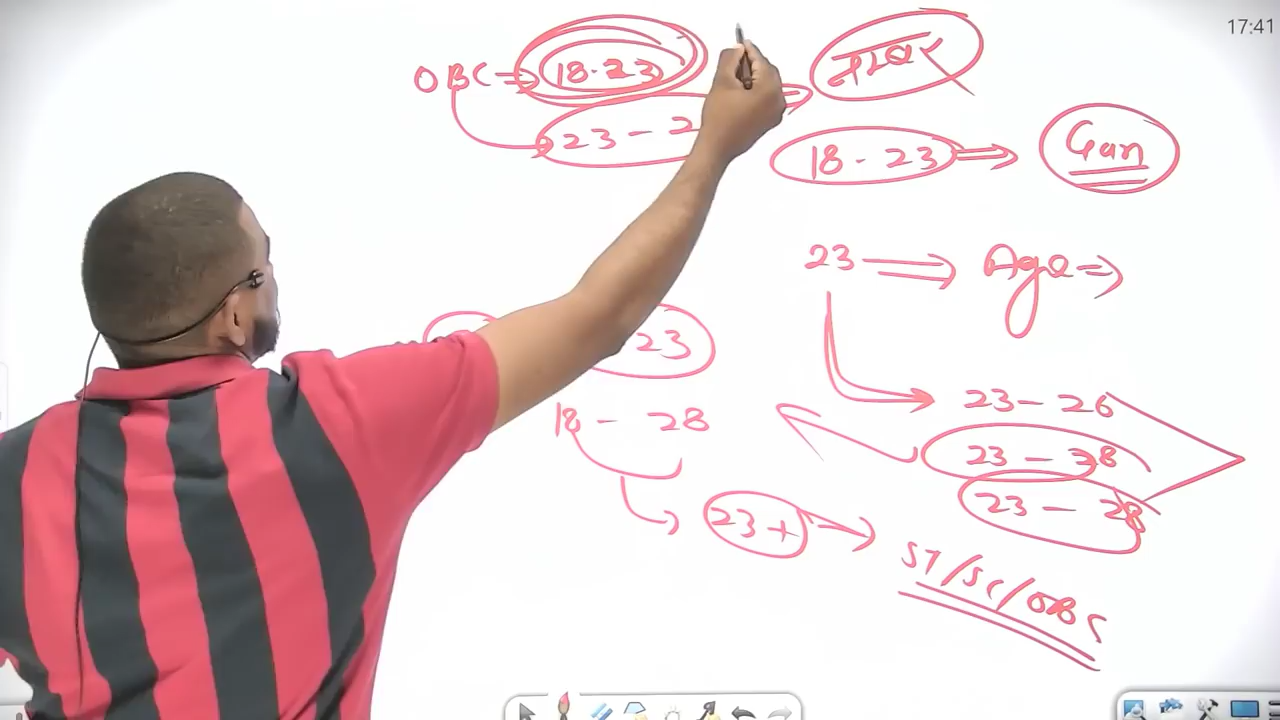 17:41
OBC ⇒ 18-23
23 - 2
18 - 23 ⇒ Gen
23 ⇒ Age ⇒
23
18 - 28
23 - 26
23 - 28
23 - 28
23 +
ST/SC/OBC